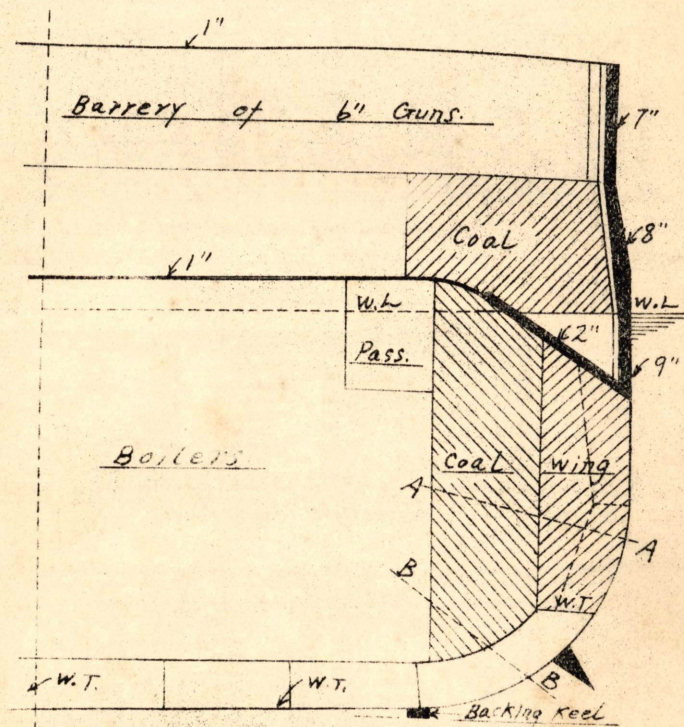 1"
Barrery of 6" Guns.
7"
Coal
8"
1"
W.L
W.L
2"
Pass.
9"
Boilers
Coal
Wing
A
A
B
W.T.
B
W.T.
W.T.
Backing Keel